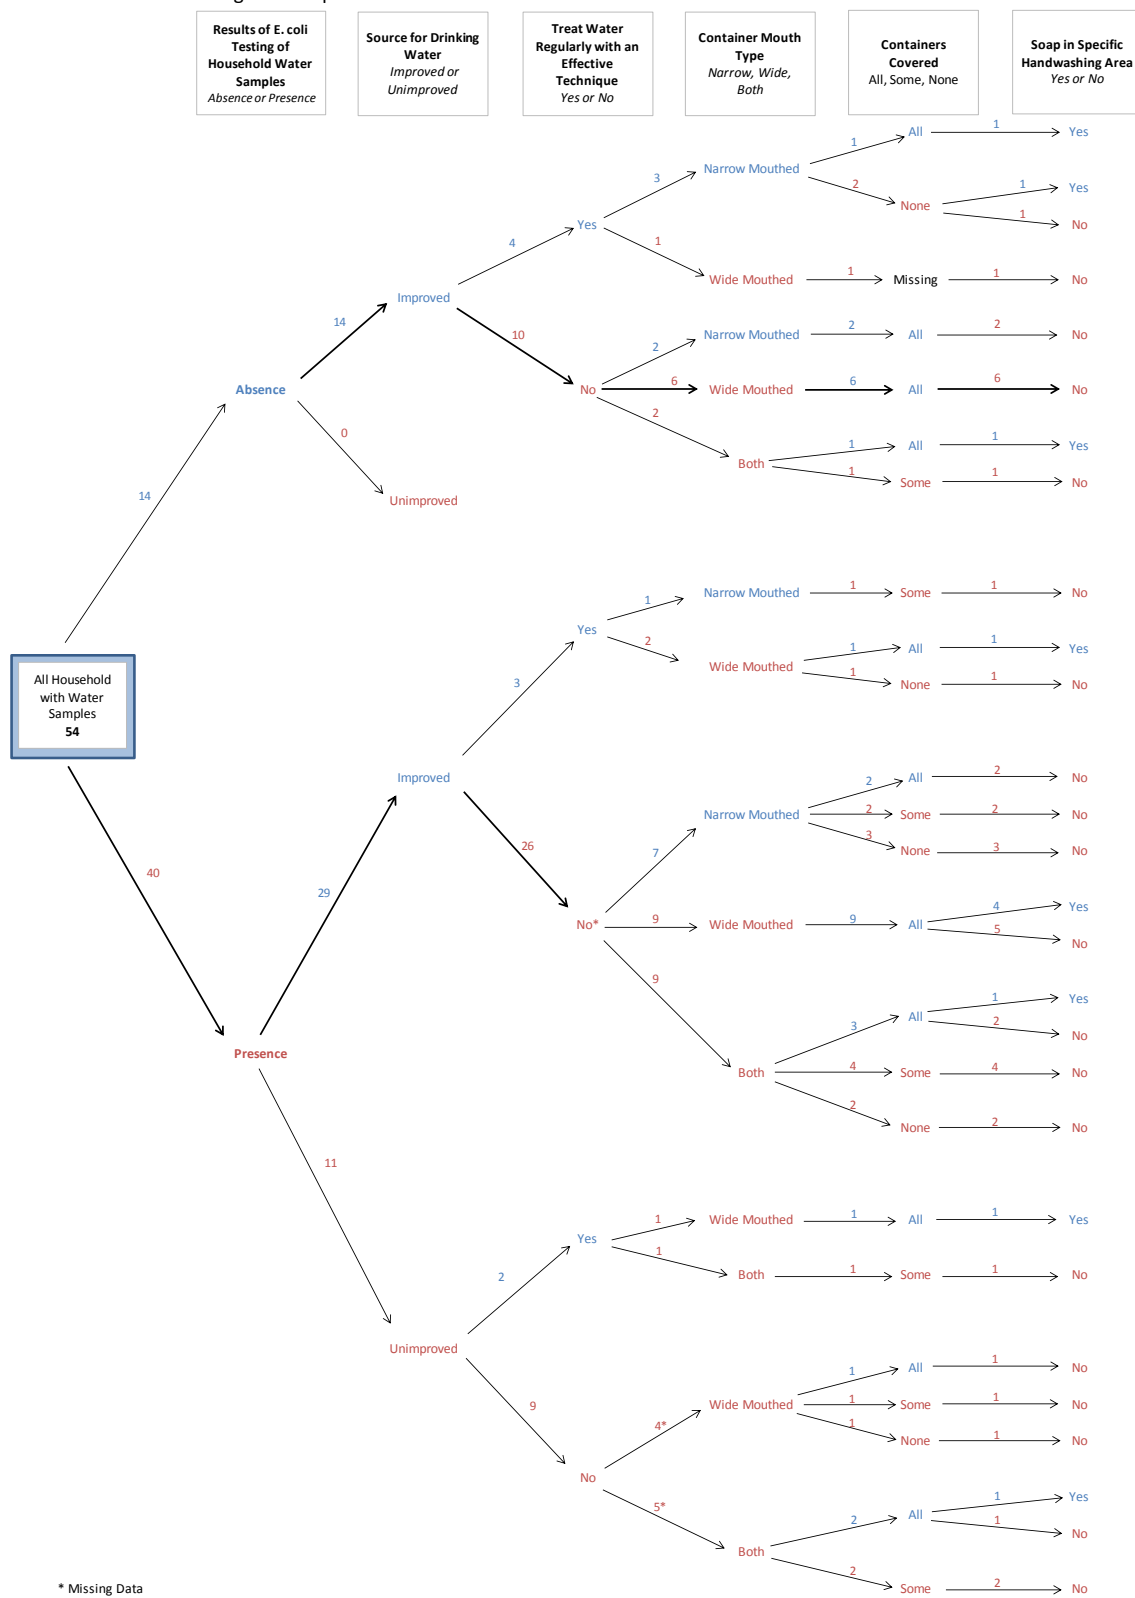 Results of E. coli
Testing of
Household Water
Samples
Absence or Presence
Source for Drinking
Water
Improved or
Unimproved
Treat Water
Regularly with an
Effective
Technique
Yes or No
Container Mouth
Type
Narrow, Wide,
Both
Containers
Covered
All, Some, None
Soap in Specific
Handwashing Area
Yes or No
1 All 1 Yes
3 Narrow Mouthed
2 None 1 Yes
1 No
4 Yes
1 Wide Mouthed 1 Missing 1 No
14 Improved
10 2 Narrow Mouthed 2 All 2 No
Absence No 6 Wide Mouthed 6 All 6 No
2 Both 1 All 1 Yes
1 Some 1 No
0 Unimproved
14
1 Narrow Mouthed 1 Some 1 No
Yes
2 Wide Mouthed 1 All 1 Yes
1 None 1 No
3
All Household
with Water
Samples
54
Improved
2 All 2 No
Narrow Mouthed 2 Some 2 No
3 None 3 No
26 7
40 29
No* 9 Wide Mouthed 9 All 4 Yes
5 No
9
3 All 1 Yes
2 No
Presence Both 4 Some 4 No
2 None 2 No
11
1 Wide Mouthed 1 All 1 Yes
Yes
1 Both 1 Some 1 No
2
Unimproved
1 All 1 No
9 4* Wide Mouthed 1 Some 1 No
1 None 1 No
No
5* Both 2 All 1 Yes
1 No
2 Some 2 No
* Missing Data